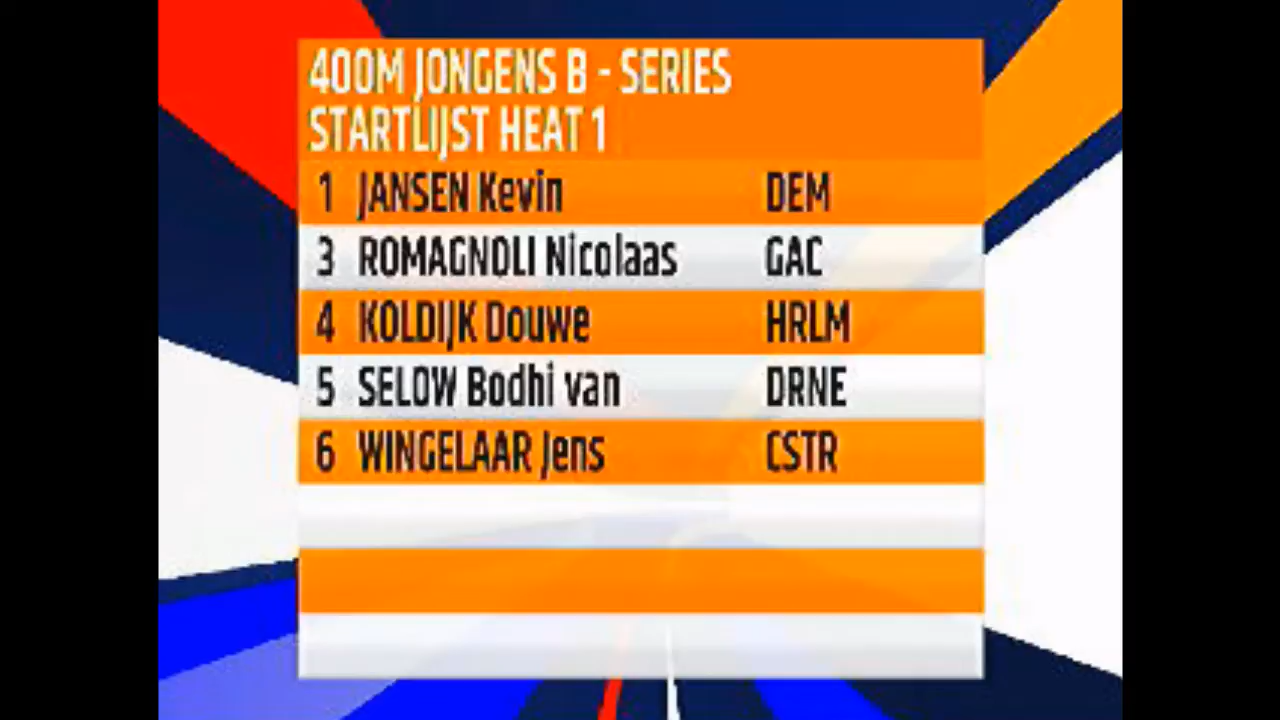 400M JONGENS B - SERIES
STARTLIJST HEAT 1
1 JANSEN Kevin DEM
3 ROMAGNOLI Nicolaas GAC
4 KOLDIJK Douwe HRLM
5 SELOW Bodhi van DRNE
6 WINGELAAR Jens CSTR